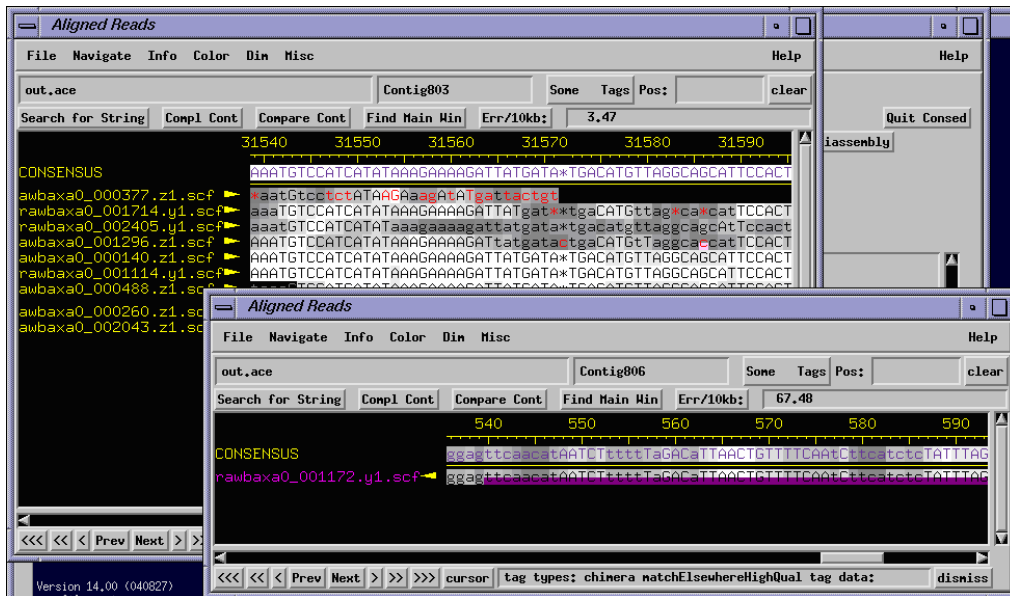 Aligned Reads
File Navigate Info Color Dim Misc Help
Help
out.ace Contig803 Some Tags Pos: clear
Search for String Compl Cont Compare Cont Find Main Win Err/10kb: 3.47
Quit Consed
iassembly
31540 31550 31560 31570 31580 31590
CONSENSUS AAATGTCCATCATATAAAGAAAAGATTATGATA*TGACATGTTAGGCAGCATTCCACT
awbaxa0_000377.z1.scf *aatGtcctctATAAGAaagAtATgattactgt
rawbaxa0_001714.y1.scf aaaTGTCCATCATATAAAGAAAAGATTATgat**tgaCATGttag*ca*catTCCACT
rawbaxa0_002405.y1.scf aaaTGTCCATCATATaaagaaaagattatgata*tgacatgttaggcagcAtTccact
awbaxa0_001296.z1.scf AAATGTCCATCATATAAAGAAAAGATtatgatactgaCATGtTaggcaccatTCCACT
awbaxa0_000140.z1.scf AAATGTCCATCATATAAAGAAAAGATTATGATA*TGACATGTTAGGCAGCATTCCACT
rawbaxa0_001114.y1.scf AAATGTCCATCATATAAAGAAAAGATTATGATA*TGACATGTTAGGCAGCATTCCACT
awbaxa0_000488.z1.scf
awbaxa0_000260.z1.sc
awbaxa0_002043.z1.sc
Aligned Reads
File Navigate Info Color Dim Misc Help
out.ace Contig806 Some Tags Pos: clear
Search for String Compl Cont Compare Cont Find Main Win Err/10kb: 67.48
540 550 560 570 580 590
CONSENSUS ggagttcaacatAATCTtttttTaGACaTTAACTGTTTTCAAtCttcatctcTATTTAG
rawbaxa0_001172.y1.scf ggagttcaacatAATCTtttttTaGACaTTAACTGTTTTCAAtCttcatctcTATTTAG
<<< << < Prev Next > >>
<<< << < Prev Next > >> >>> cursor tag types: chimera matchElsewhereHighQual tag data: dismiss
Version 14.00 (040827)